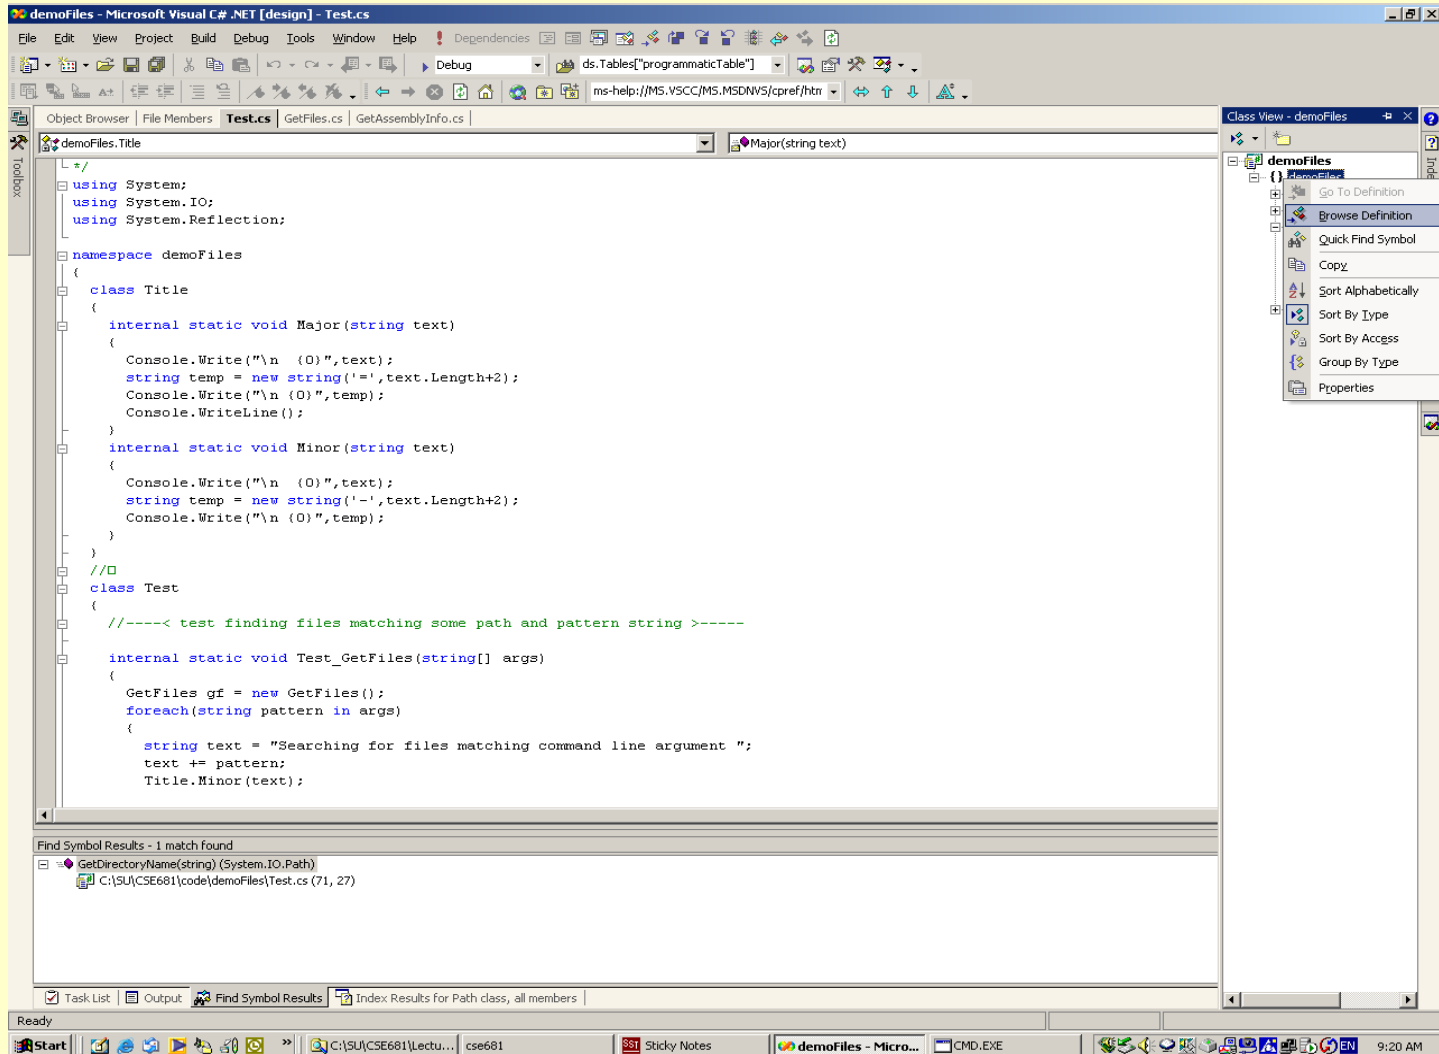 demoFiles - Microsoft Visual C# .NET [design] - Test.cs
File Edit View Project Build Debug Tools Window Help Dependencies
Debug ds.Tables["programmaticTable"]
ms-help://MS.VSCC/MS.MSDNVS/cpref/htm
Object Browser File Members Test.cs GetFiles.cs GetAssemblyInfo.cs
demoFiles.Title Major(string text)
Toolbox
*/
using System;
using System.IO;
using System.Reflection;
namespace demoFiles
{
class Title
{
internal static void Major(string text)
{
Console.Write("\n  {0}",text);
string temp = new string('=',text.Length+2);
Console.Write("\n {0}",temp);
Console.WriteLine();
}
internal static void Minor(string text)
{
Console.Write("\n  {0}",text);
string temp = new string('-',text.Length+2);
Console.Write("\n {0}",temp);
}
}
//□
class Test
{
//----< test finding files matching some path and pattern string >-----
internal static void Test_GetFiles(string[] args)
{
GetFiles gf = new GetFiles();
foreach(string pattern in args)
{
string text = "Searching for files matching command line argument ";
text += pattern;
Title.Minor(text);
Class View - demoFiles
demoFiles
{} demoFiles
Go To Definition
Browse Definition
Quick Find Symbol
Copy
Sort Alphabetically
Sort By Type
Sort By Access
Group By Type
Properties
Find Symbol Results - 1 match found
GetDirectoryName(string) (System.IO.Path)
C:\SU\CSE681\code\demoFiles\Test.cs (71, 27)
Task List Output Find Symbol Results Index Results for Path class, all members
Ready
Start » C:\SU\CSE681\Lectu... cse681 SSI Sticky Notes demoFiles - Micro... CMD.EXE EN 9:20 AM